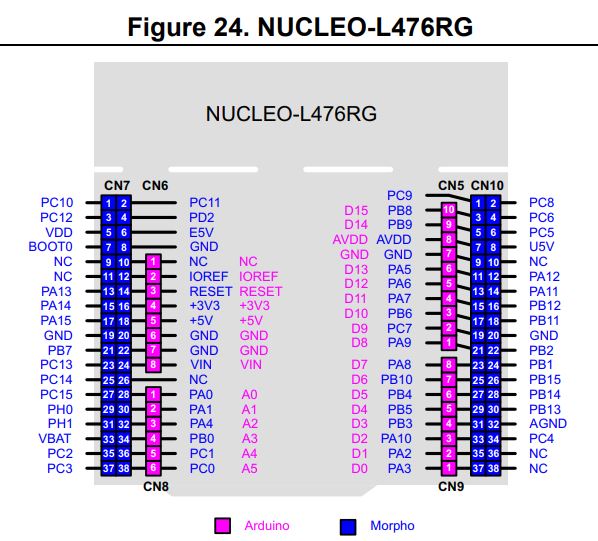 Figure 24. NUCLEO-L476RG
NUCLEO-L476RG
CN7 CN6 CN5 CN10
PC9
PC10 1 2 PC11 1 2 PC8
PC12 3 4 PD2 D15 PB8 10 3 4 PC6
VDD 5 6 E5V D14 PB9 9 5 6 PC5
BOOT0 7 8 GND AVDD AVDD 8 7 8 U5V
NC 9 10 1 NC NC GND GND 7 9 10 NC
NC 11 12 2 IOREF IOREF D13 PA5 6 11 12 PA12
PA13 13 14 3 RESET RESET D12 PA6 5 13 14 PA11
PA14 15 16 4 +3V3 +3V3 D11 PA7 4 15 16 PB12
PA15 17 18 5 +5V +5V D10 PB6 3 17 18 PB11
GND 19 20 6 GND GND D9 PC7 2 19 20 GND
PB7 21 22 7 GND GND D8 PA9 1 21 22 PB2
PC13 23 24 8 VIN VIN D7 PA8 8 23 24 PB1
PC14 25 26 NC D6 PB10 7 25 26 PB15
PC15 27 28 1 PA0 A0 D5 PB4 6 27 28 PB14
PH0 29 30 2 PA1 A1 D4 PB5 5 29 30 PB13
PH1 31 32 3 PA4 A2 D3 PB3 4 31 32 AGND
VBAT 33 34 4 PB0 A3 D2 PA10 3 33 34 PC4
PC2 35 36 5 PC1 A4 D1 PA2 2 35 36 NC
PC3 37 38 6 PC0 A5 D0 PA3 1 37 38 NC
CN8 CN9
Arduino Morpho